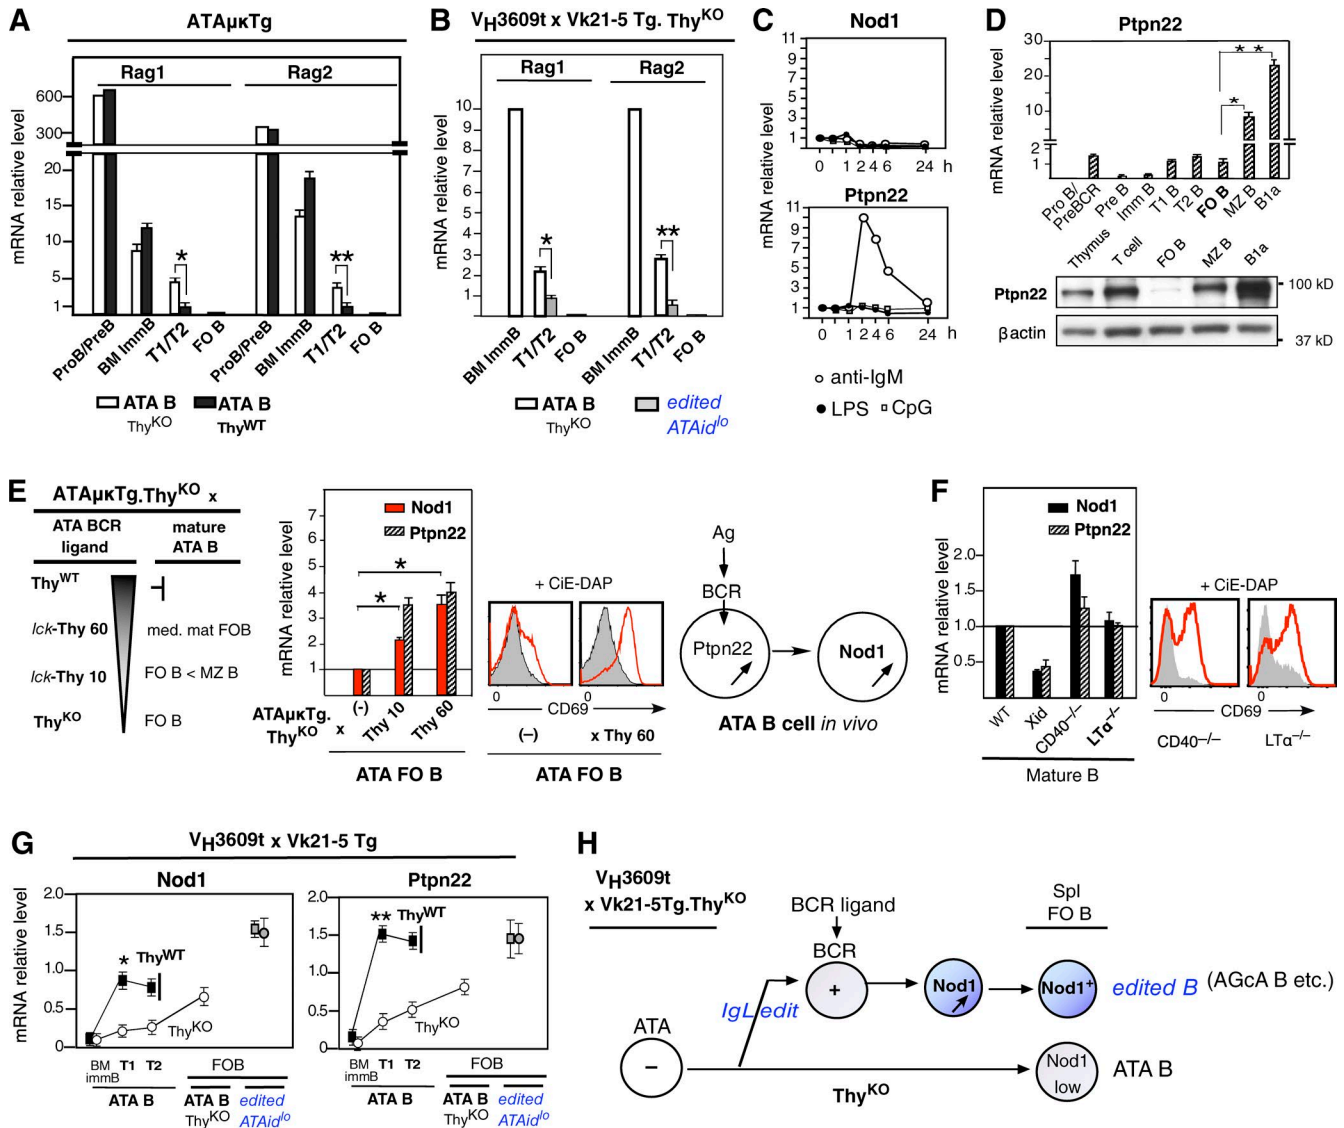 A
ATAμκTg
Rag1
Rag2
mRNA relative level
600
300
20
15
10
5
1
ProB/PreB
BM ImmB
T1/T2
FO B
ProB/PreB
BM ImmB
T1/T2
FO B
*
**
ATA B
ThyKO
ATA B
ThyWT
B
VH3609t x Vk21-5 Tg. ThyKO
Rag1
Rag2
mRNA relative level
10
9
8
7
6
5
4
3
2
1
*
**
BM ImmB
T1/T2
FO B
BM ImmB
T1/T2
FO B
ATA B
ThyKO
edited
ATAidlo
C
Nod1
mRNA relative level
11
9
7
5
3
1
0 1 2 4 6 24 h
Ptpn22
11
9
7
5
3
1
0 1 2 4 6 24 h
anti-IgM
LPS CpG
D
Ptpn22
mRNA relative level
30
20
10
2
1
* *
*
Pro B/
PreBCR
Pre B
Imm B
T1 B
T2 B
FO B
MZ B
B1a
Thymus
T cell
FO B
MZ B
B1a
Ptpn22
100 kD
βactin
37 kD
E
ATAμκTg.ThyKO x
ATA BCR
ligand
mature
ATA B
ThyWT
lck-Thy 60
med. mat FOB
lck-Thy 10
FO B < MZ B
ThyKO
FO B
mRNA relative level
7
6
5
4
3
2
1
Nod1
Ptpn22
*
*
ATAμκTg.
ThyKO x
(-)
Thy 10
Thy 60
ATA FO B
+ CiE-DAP
0
CD69
(–)
x Thy 60
ATA FO B
Ag
BCR
Ptpn22
Nod1
ATA B cell in vivo
F
Nod1
Ptpn22
mRNA relative level
2.0
1.5
1.0
0.5
WT
Xid
CD40–/–
LTα–/–
Mature B
+ CiE-DAP
0
0
CD69
CD40–/–
LTα–/–
G
VH3609t x Vk21-5 Tg
Nod1
Ptpn22
mRNA relative level
2.0
1.5
1.0
0.5
0
*
ThyWT
ThyKO
BM
immB
T1
T2
FOB
ATA B
ATA B
ThyKO
edited
ATAidlo
2.0
1.5
1.0
0.5
0
**
ThyWT
ThyKO
BM
immB
T1
T2
FOB
ATA B
ATA B
ThyKO
edited
ATAidlo
H
VH3609t
x Vk21-5Tg.ThyKO
BCR ligand
BCR
Spl
FO B
+
Nod1
Nod1+
edited B
(AGcA B etc.)
IgL edit
ATA
–
ThyKO
Nod1
low
ATA B